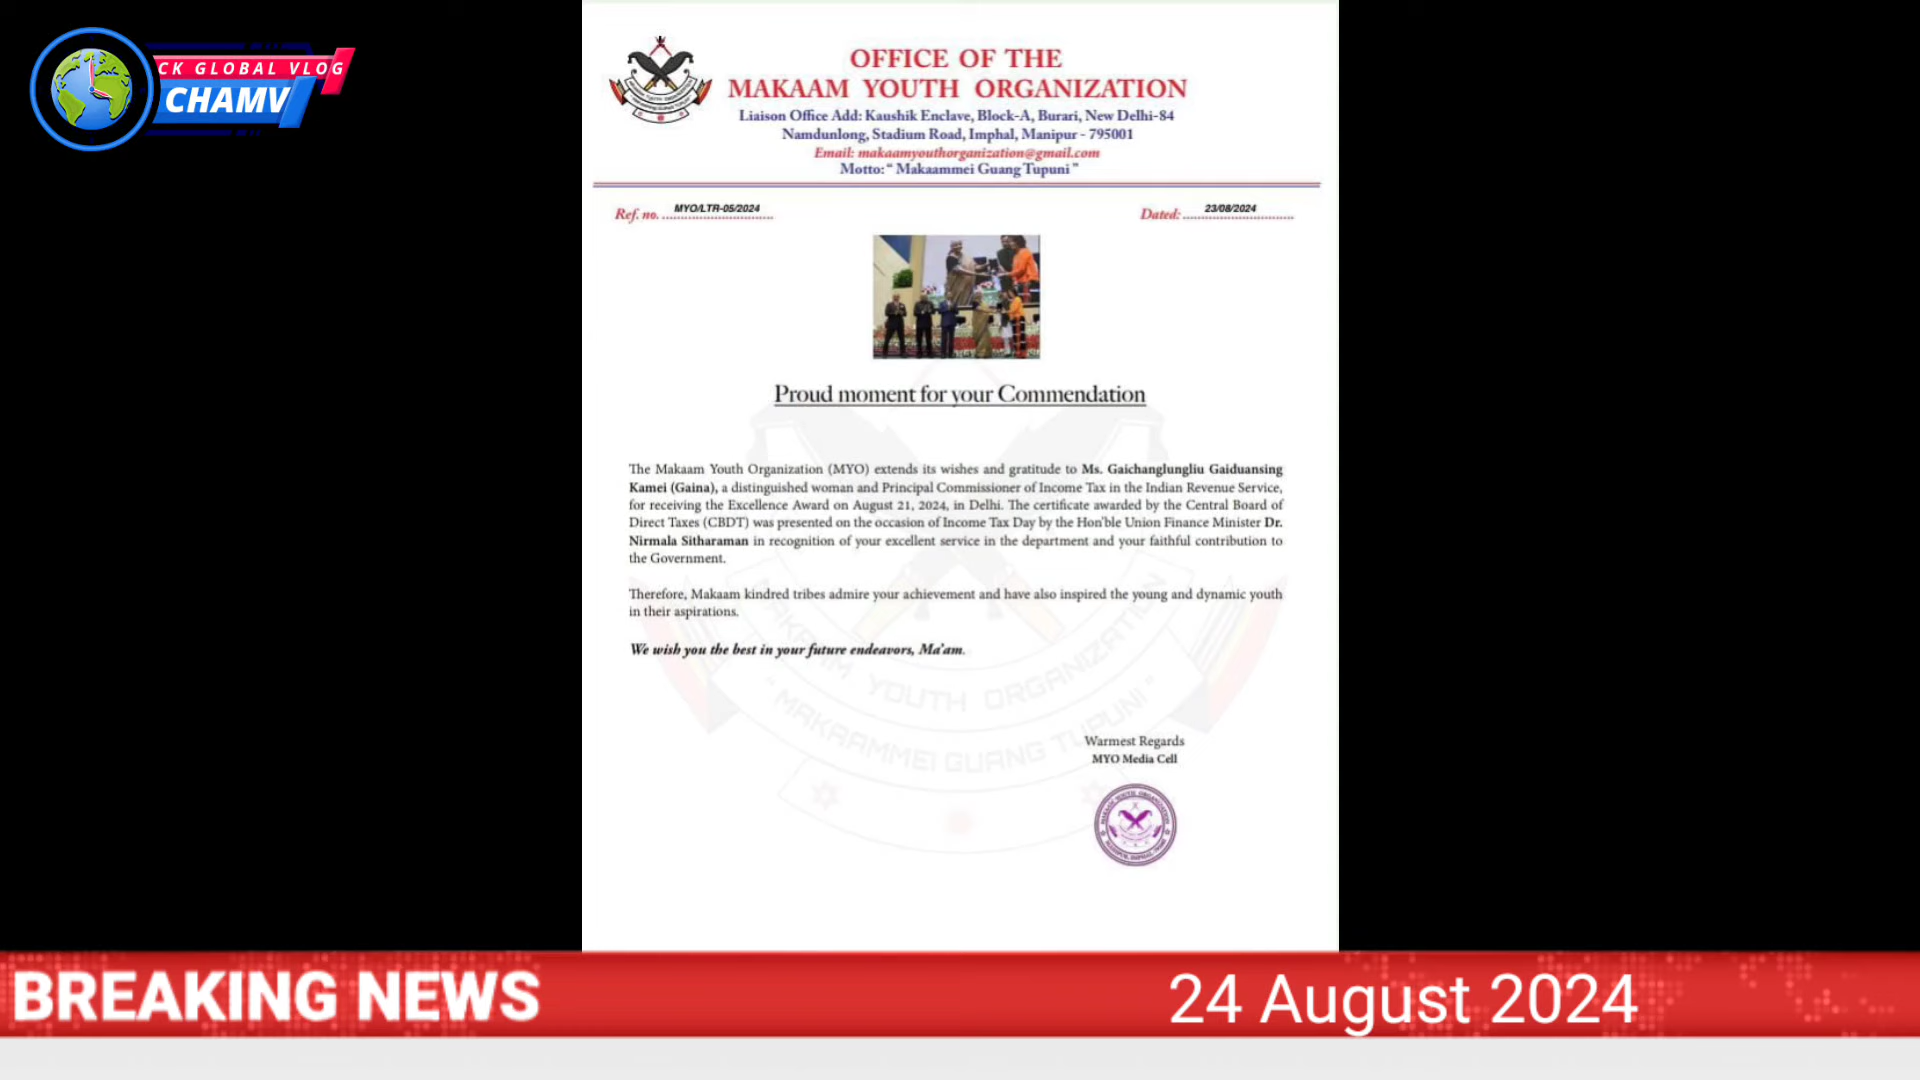 CK GLOBAL VLOG
CHAMV
OFFICE OF THE
MAKAAM YOUTH ORGANIZATION
Liaison Office Add: Kaushik Enclave, Block-A, Burari, New Delhi-84
Namdunlong, Stadium Road, Imphal, Manipur - 795001
Email: makaamyouthorganization@gmail.com
Motto: “ Makaammei Guang Tupuni ”
Ref. no. MYO/LTR-05/2024
Dated: 23/08/2024
Proud moment for your Commendation
The Makaam Youth Organization (MYO) extends its wishes and gratitude to Ms. Gaichanglungliu Gaiduansing
Kamei (Gaina), a distinguished woman and Principal Commissioner of Income Tax in the Indian Revenue Service,
for receiving the Excellence Award on August 21, 2024, in Delhi. The certificate awarded by the Central Board of
Direct Taxes (CBDT) was presented on the occasion of Income Tax Day by the Hon'ble Union Finance Minister Dr.
Nirmala Sitharaman in recognition of your excellent service in the department and your faithful contribution to
the Government.
Therefore, Makaam kindred tribes admire your achievement and have also inspired the young and dynamic youth
in their aspirations.
We wish you the best in your future endeavors, Ma'am.
MAKAAM YOUTH ORGANIZATION
“ MAKAAMMEI GUANG TUPUNI ”
Warmest Regards
MYO Media Cell
MAKAAM YOUTH ORGANIZATION
BREAKING NEWS
24 August 2024